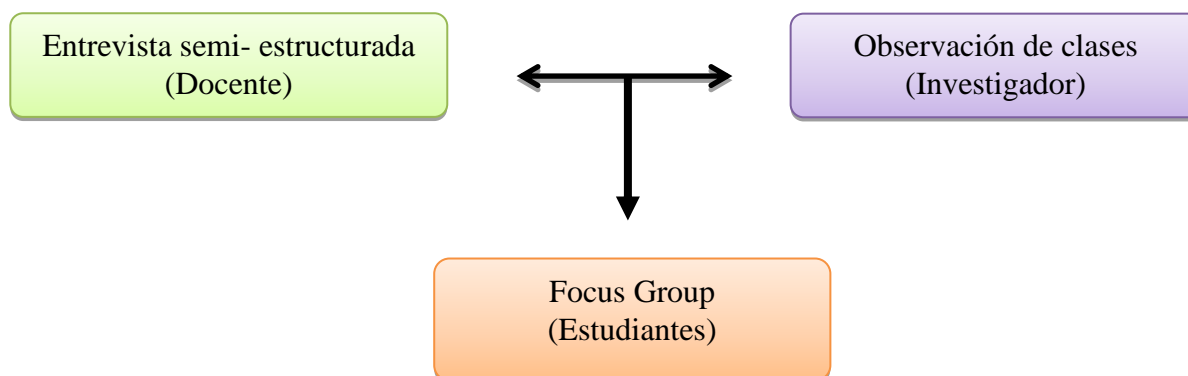 Entrevista semi- estructurada
(Docente)
Observación de clases
(Investigador)
Focus Group
(Estudiantes)